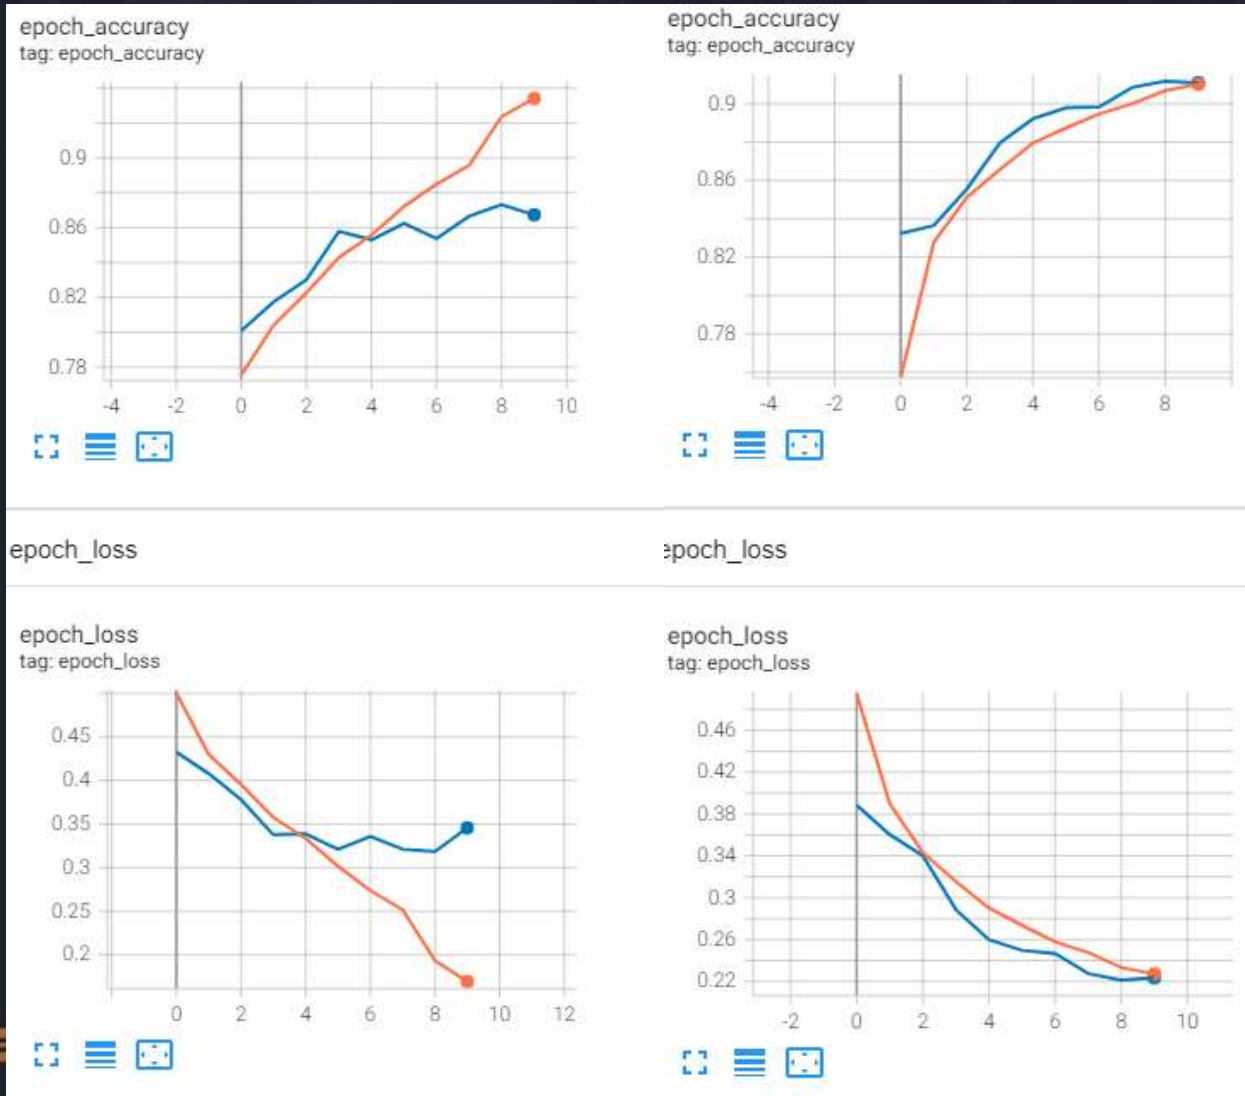 epoch_accuracy
tag: epoch_accuracy
0.9
0.86
0.82
0.78
-4 -2 0 2 4 6 8 10
epoch_accuracy
tag: epoch_accuracy
0.9
0.86
0.82
0.78
-4 -2 0 2 4 6 8
epoch_loss
epoch_loss
epoch_loss
tag: epoch_loss
0.45
0.4
0.35
0.3
0.25
0.2
0 2 4 6 8 10 12
epoch_loss
tag: epoch_loss
0.46
0.42
0.38
0.34
0.3
0.26
0.22
-2 0 2 4 6 8 10